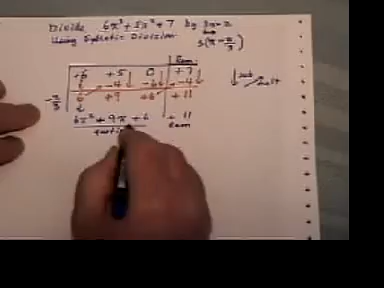 Divide 6x³ + 5x² + 7 by 3x-2
Using Synthetic Division
3(x - 2/3)
Rem.
+6 +5 0 +7
-4 -6 -4
-2/3
6 +9 +6 +11
6x² + 9x + 6 + 11
Rem